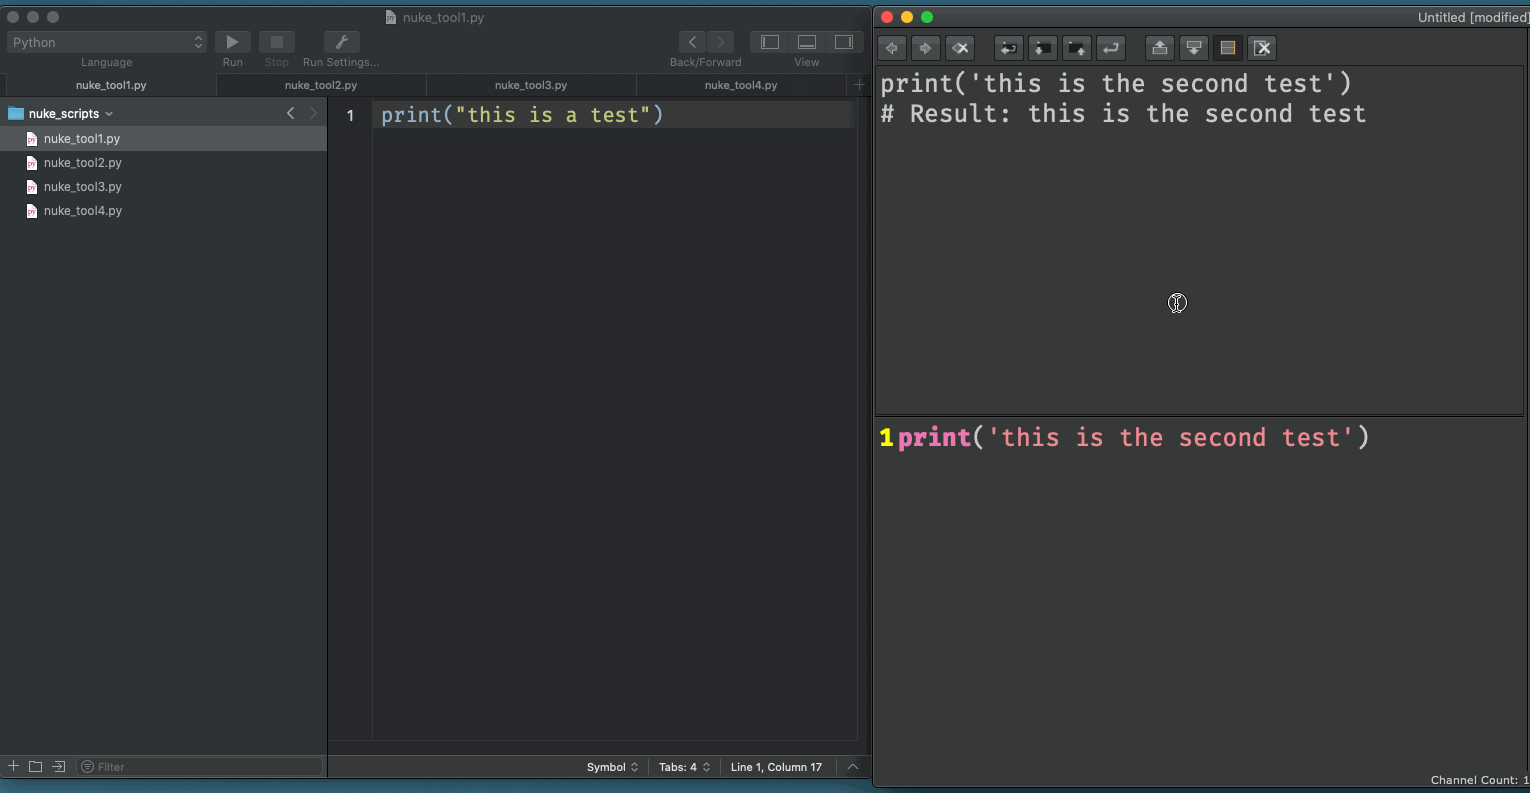 nuke_tool1.py
Python
Language
Run
Stop
Run Settings...
Back/Forward
View
nuke_tool1.py
nuke_tool2.py
nuke_tool3.py
nuke_tool4.py
nuke_scripts
nuke_tool1.py
nuke_tool2.py
nuke_tool3.py
nuke_tool4.py
1
print("this is a test")
Filter
Symbol
Tabs: 4
Line 1, Column 17
Untitled [modified]
print('this is the second test')
# Result: this is the second test
1 print('this is the second test')
Channel Count: 1